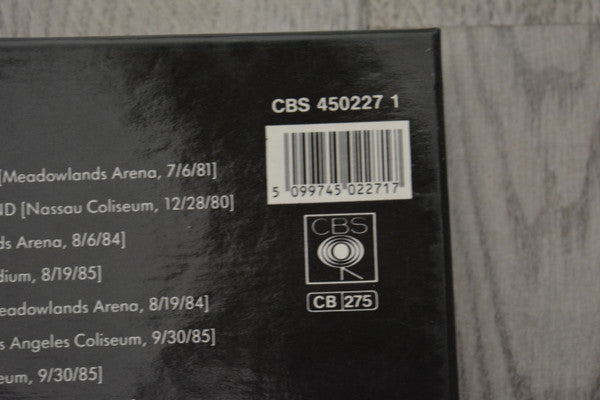 CBS 450227 1
5 099745 022717
[Meadowlands Arena, 7/6/81]
ND [Nassau Coliseum, 12/28/80]
ds Arena, 8/6/84]
CBS
dium, 8/19/85]
eadowlands Arena, 8/19/84]
CB 275
s Angeles Coliseum, 9/30/85]
eum, 9/30/85]